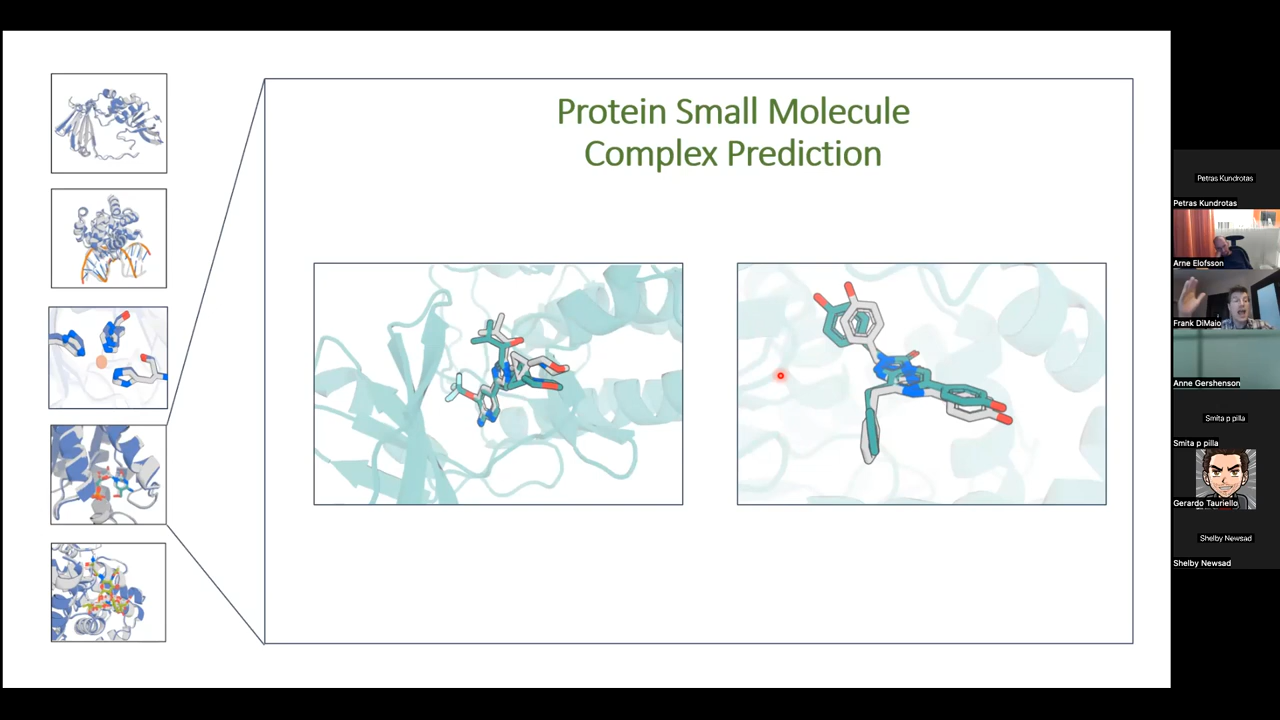 Protein Small Molecule
Complex Prediction
Petras Kundrotas
Petras Kundrotas
Arne Elofsson
Frank DiMaio
Anne Gershenson
Smita p pilla
Smita p pilla
Gerardo Tauriello
Shelby Newsad
Shelby Newsad